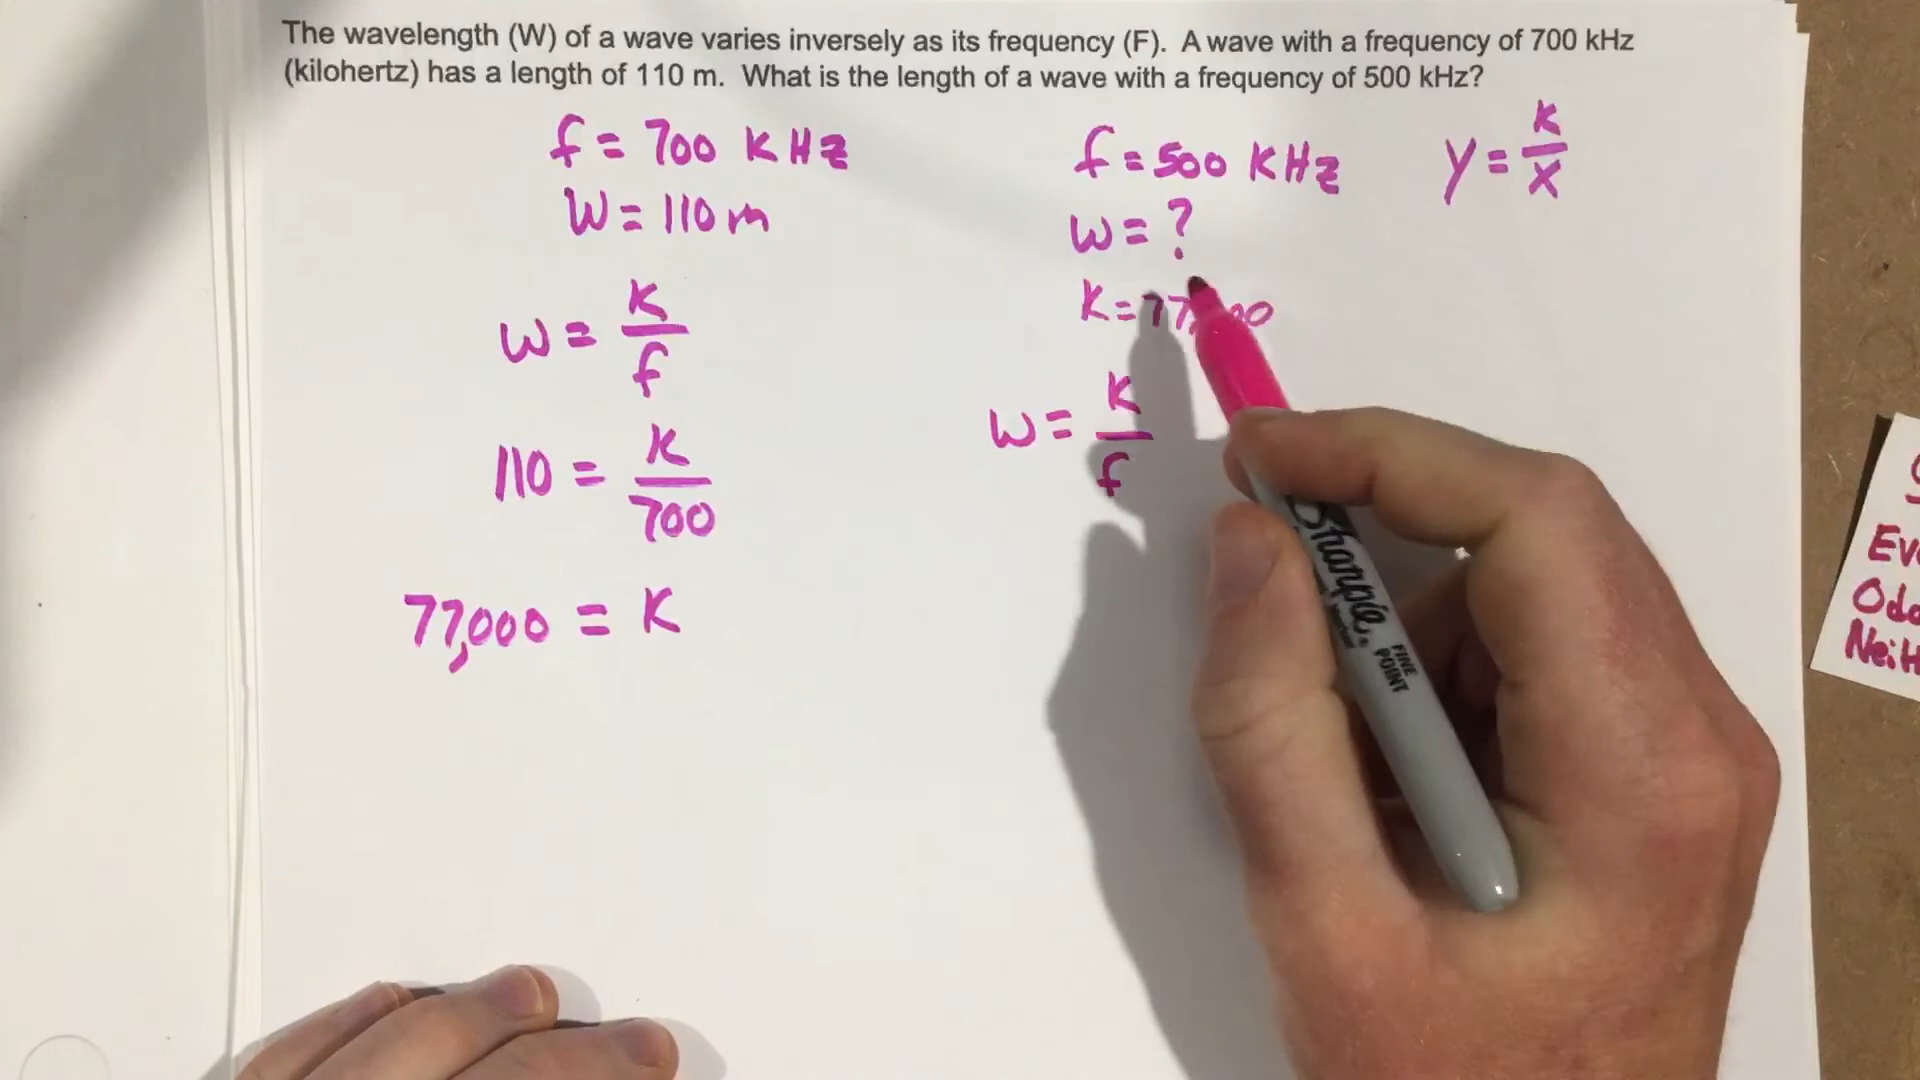 The wavelength (W) of a wave varies inversely as its frequency (F). A wave with a frequency of 700 kHz
(kilohertz) has a length of 110 m. What is the length of a wave with a frequency of 500 kHz?
f = 700 KHz
W = 110 m
w = K/f
110 = K/700
77,000 = K
f = 500 KHz
w = ?
K = 77,
w = K/f
y = k/x
Sharpie.
FINE
POINT